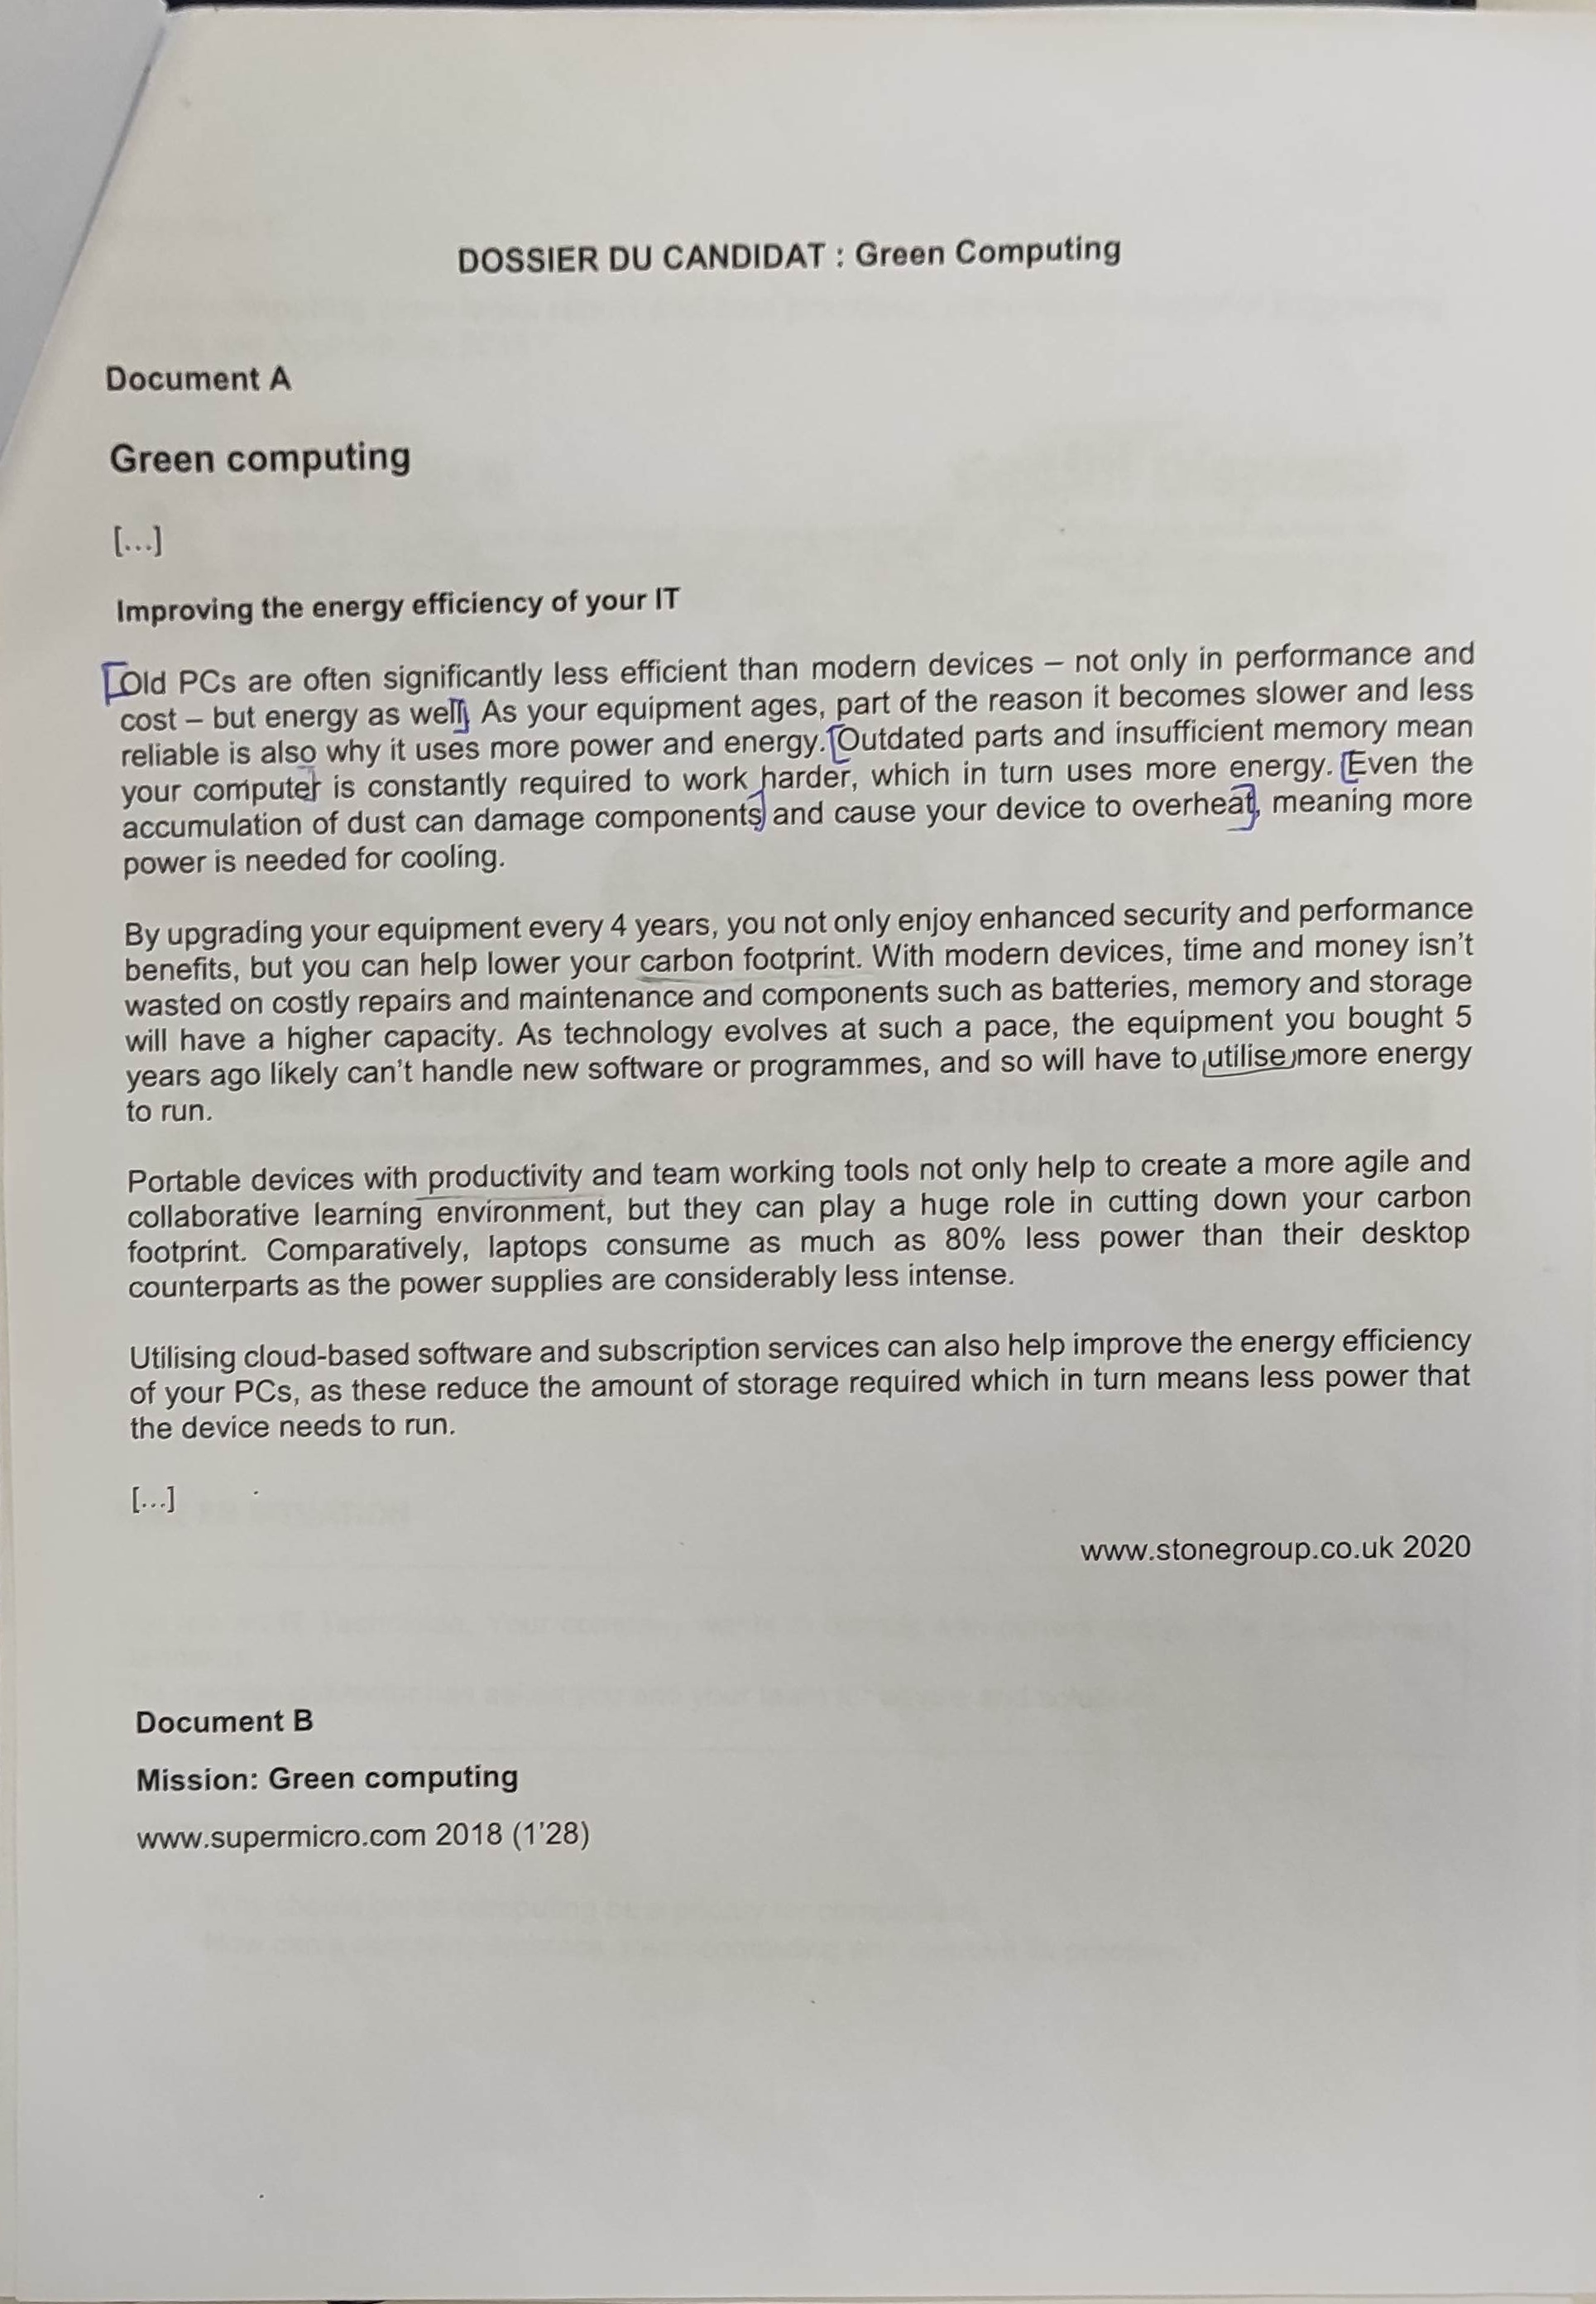 DOSSIER DU CANDIDAT : Green Computing
Document A
Green computing
[...]
Improving the energy efficiency of your IT
Old PCs are often significantly less efficient than modern devices – not only in performance and
cost – but energy as well. As your equipment ages, part of the reason it becomes slower and less
reliable is also why it uses more power and energy. Outdated parts and insufficient memory mean
your computer is constantly required to work harder, which in turn uses more energy. Even the
accumulation of dust can damage components and cause your device to overheat, meaning more
power is needed for cooling.
By upgrading your equipment every 4 years, you not only enjoy enhanced security and performance
benefits, but you can help lower your carbon footprint. With modern devices, time and money isn't
wasted on costly repairs and maintenance and components such as batteries, memory and storage
will have a higher capacity. As technology evolves at such a pace, the equipment you bought 5
years ago likely can't handle new software or programmes, and so will have to utilise more energy
to run.
Portable devices with productivity and team working tools not only help to create a more agile and
collaborative learning environment, but they can play a huge role in cutting down your carbon
footprint. Comparatively, laptops consume as much as 80% less power than their desktop
counterparts as the power supplies are considerably less intense.
Utilising cloud-based software and subscription services can also help improve the energy efficiency
of your PCs, as these reduce the amount of storage required which in turn means less power that
the device needs to run.
[...]
www.stonegroup.co.uk 2020
Document B
Mission: Green computing
www.supermicro.com 2018 (1'28)